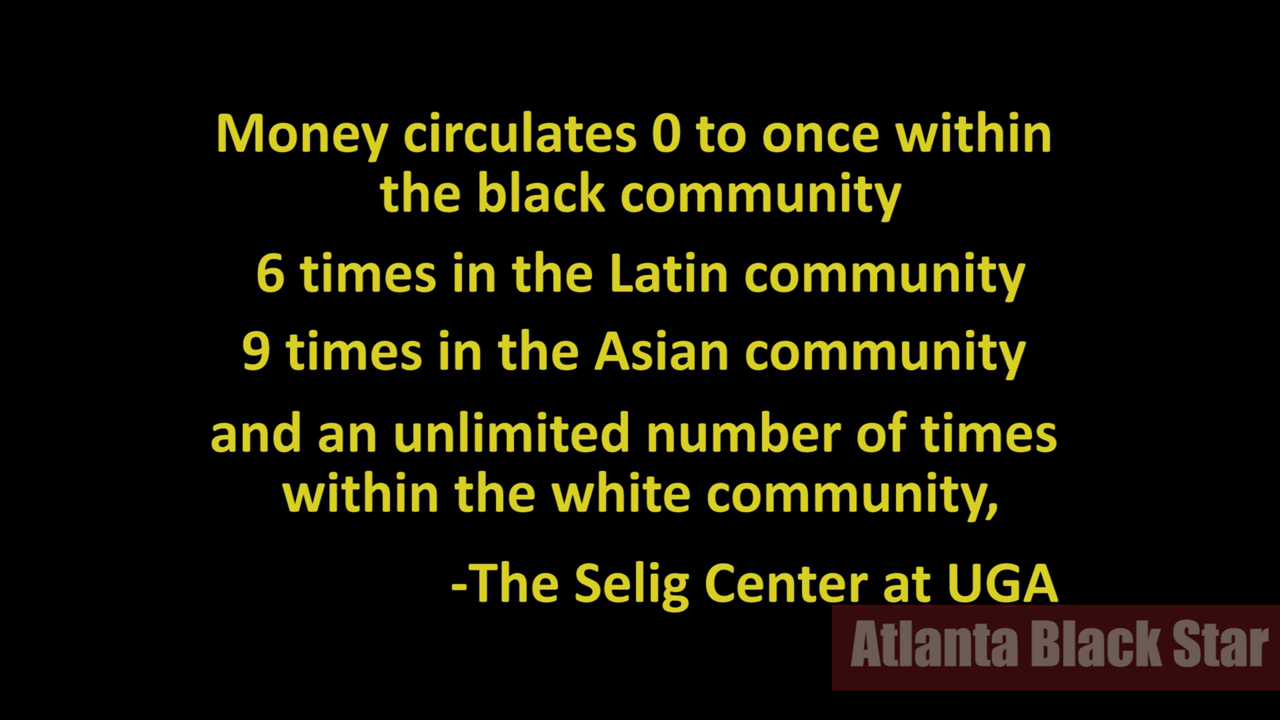 Money circulates 0 to once within
the black community
6 times in the Latin community
9 times in the Asian community
and an unlimited number of times
within the white community,
-The Selig Center at UGA
Atlanta Black Star